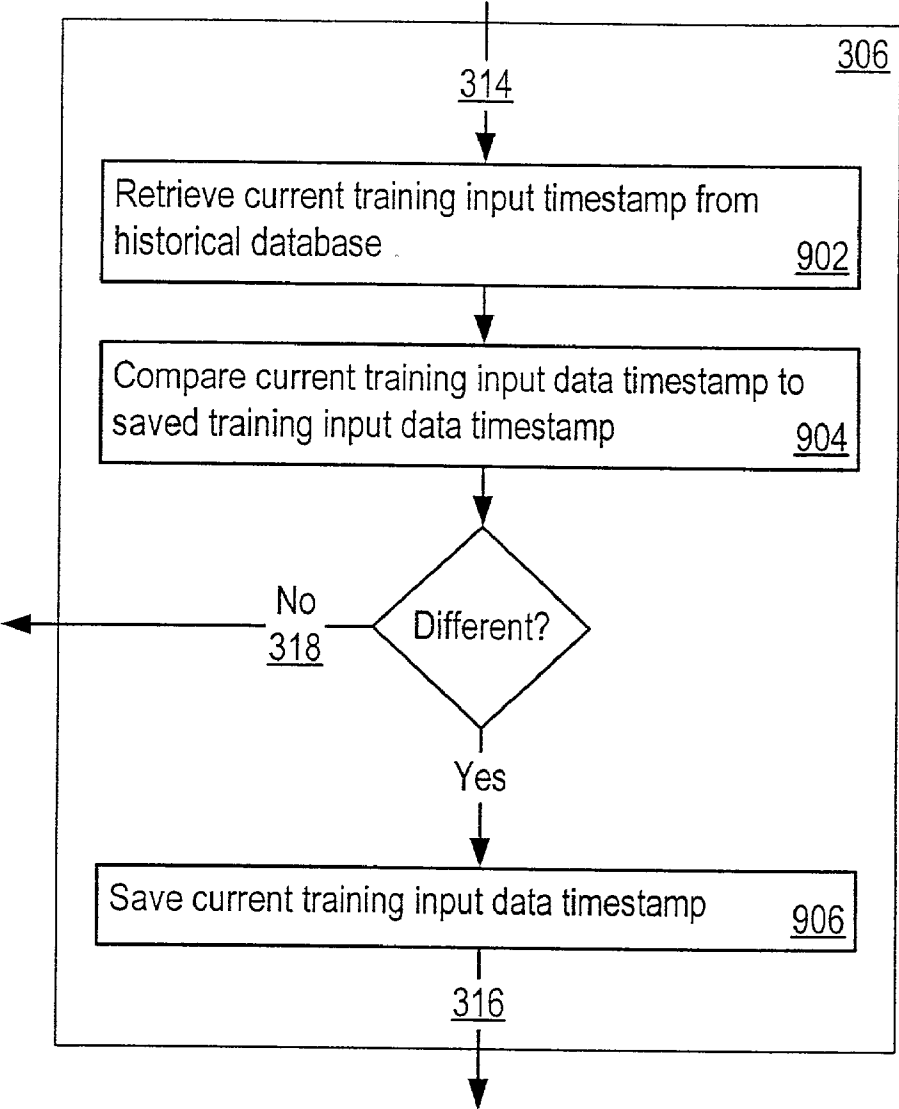 306
314
Retrieve current training input timestamp from
historical database
902
Compare current training input data timestamp to
saved training input data timestamp
904
Different?
No
318
Yes
Save current training input data timestamp
906
316